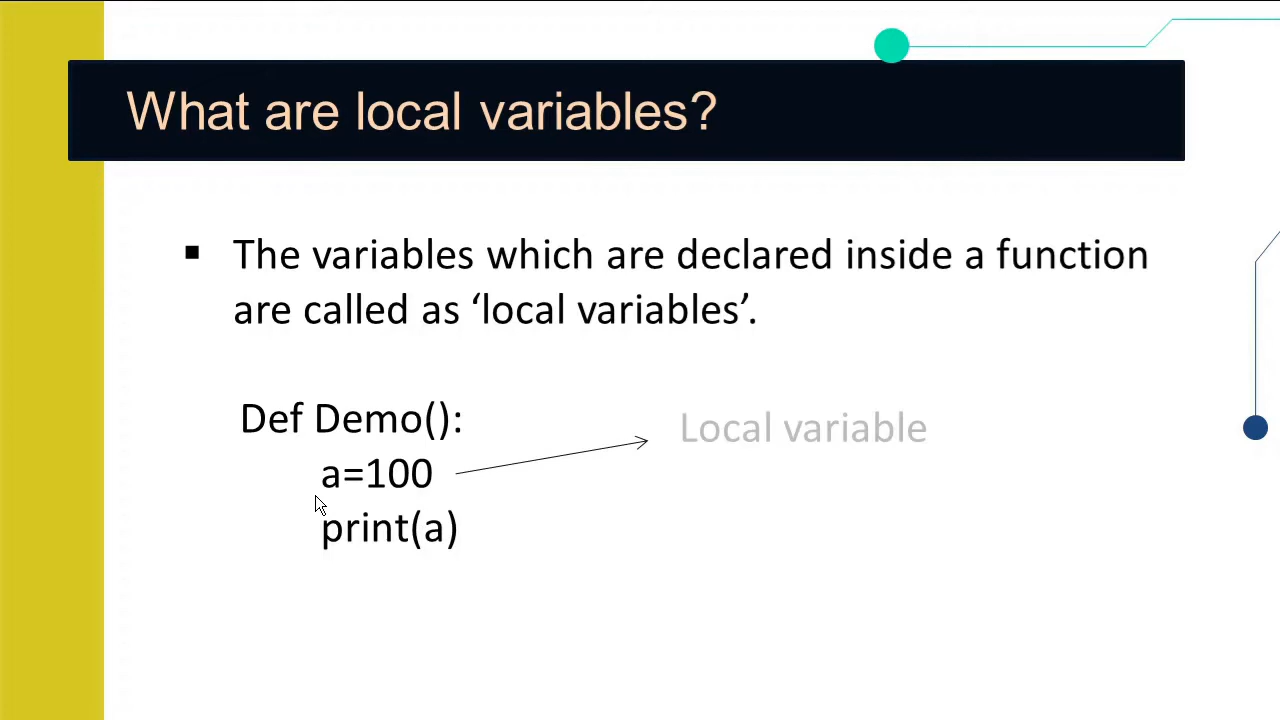 What are local variables?
▪ The variables which are declared inside a function
are called as ‘local variables’.
Def Demo():
Local variable
a=100
print(a)